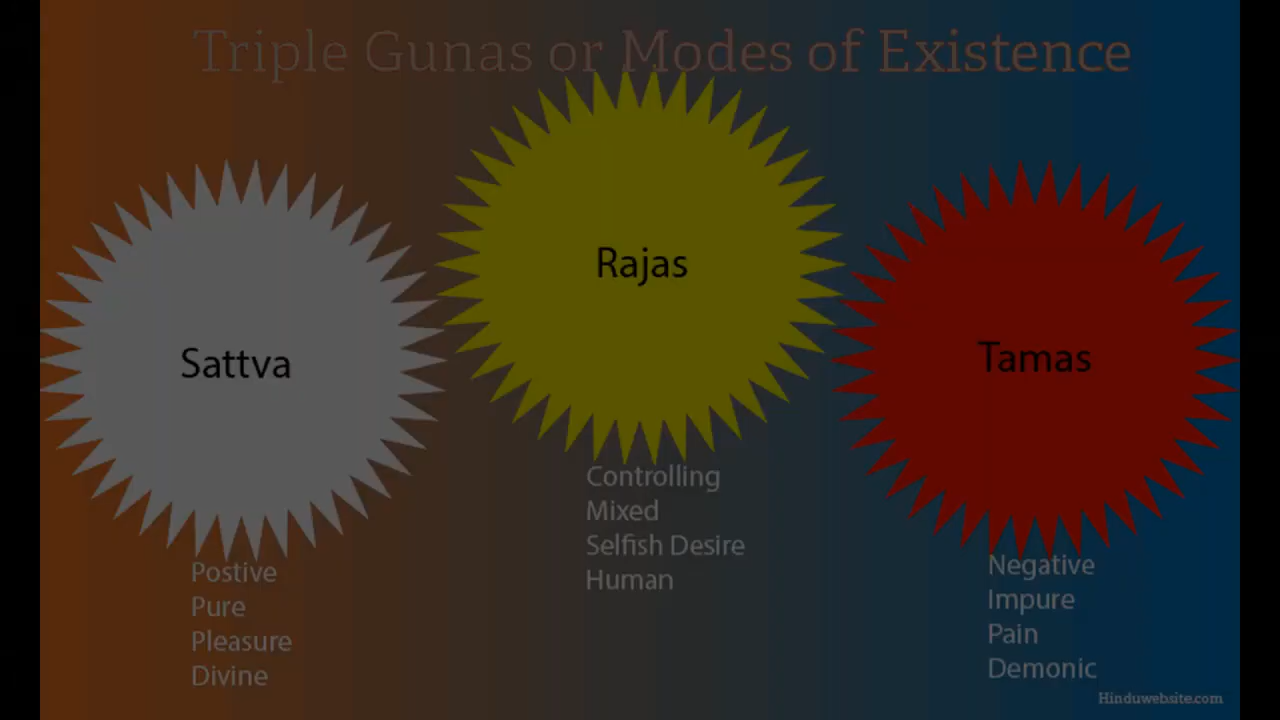 Triple Gunas or Modes of Existence
Sattva
Postive
Pure
Pleasure
Divine
Rajas
Controlling
Mixed
Selfish Desire
Human
Tamas
Negative
Impure
Pain
Demonic
Hinduwebsite.com